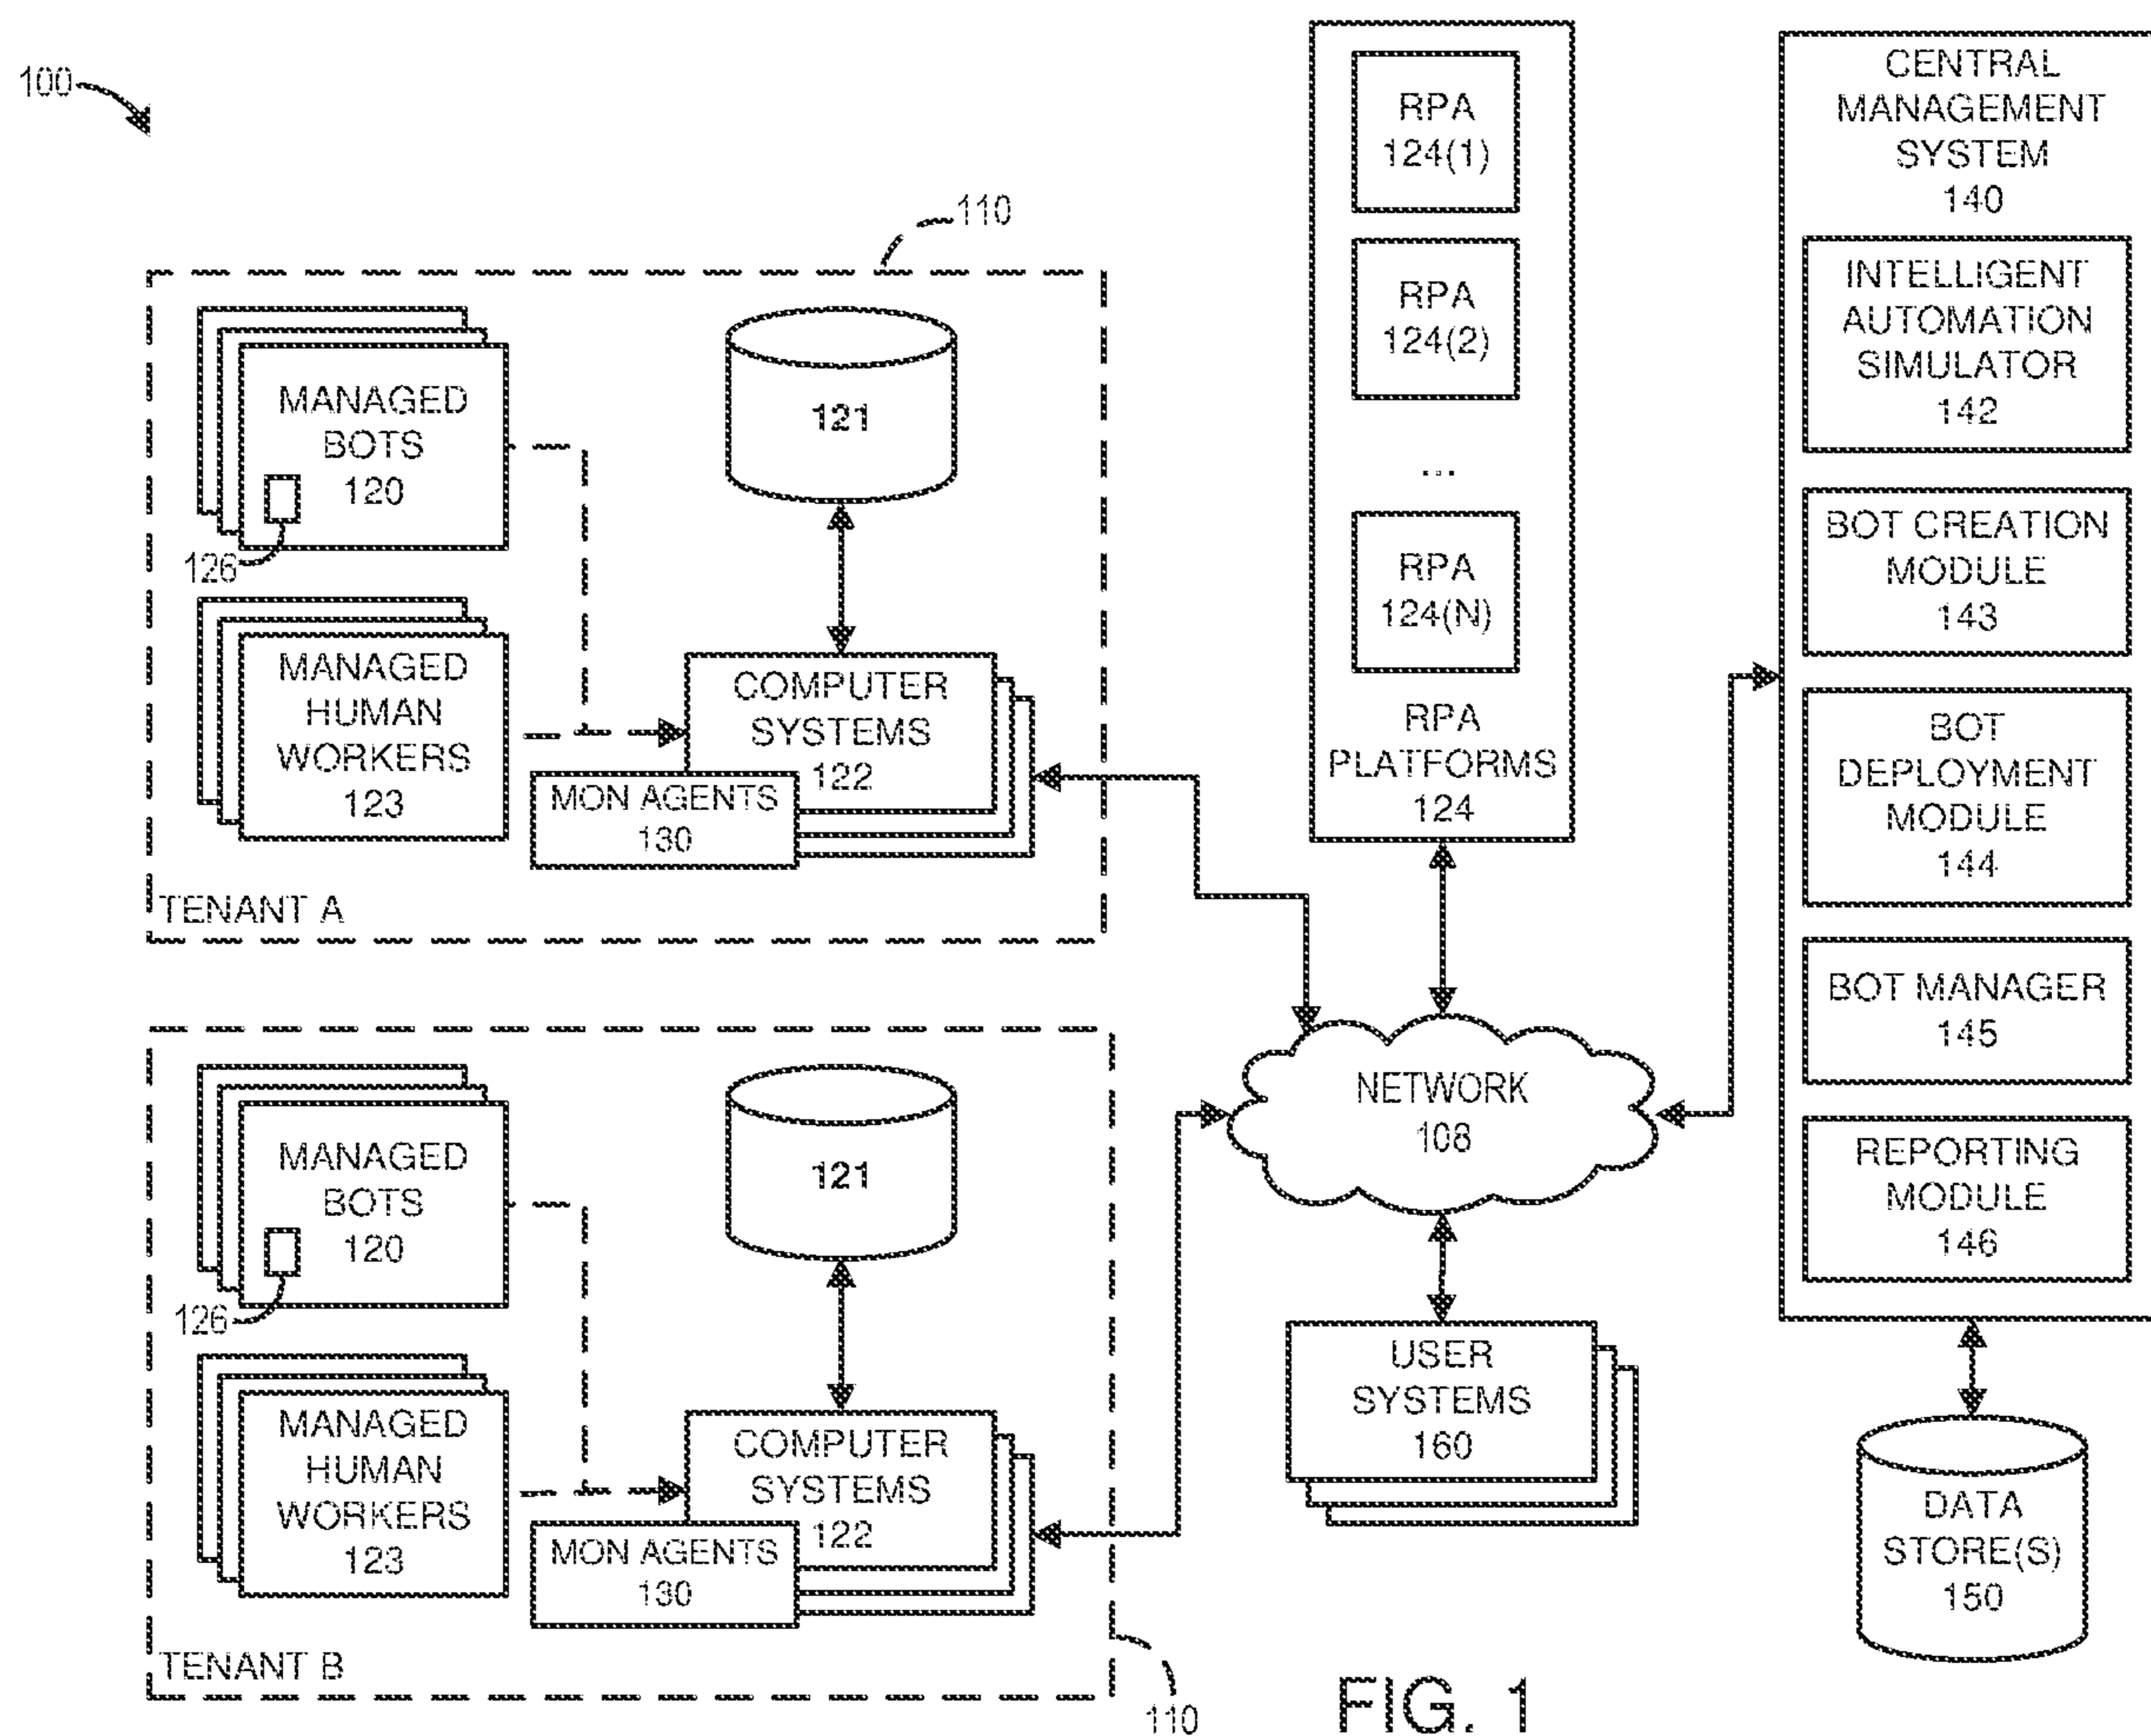 100
110
MANAGED
BOTS
120
126
121
MANAGED
HUMAN
WORKERS
123
COMPUTER
SYSTEMS
122
MON AGENTS
130
TENANT A
MANAGED
BOTS
120
126
121
MANAGED
HUMAN
WORKERS
123
COMPUTER
SYSTEMS
122
MON AGENTS
130
TENANT B
110
RPA
124(1)
RPA
124(2)
...
RPA
124(N)
RPA
PLATFORMS
124
NETWORK
108
USER
SYSTEMS
160
CENTRAL
MANAGEMENT
SYSTEM
140
INTELLIGENT
AUTOMATION
SIMULATOR
142
BOT CREATION
MODULE
143
BOT
DEPLOYMENT
MODULE
144
BOT MANAGER
145
REPORTING
MODULE
146
DATA
STORE(S)
150
FIG. 1